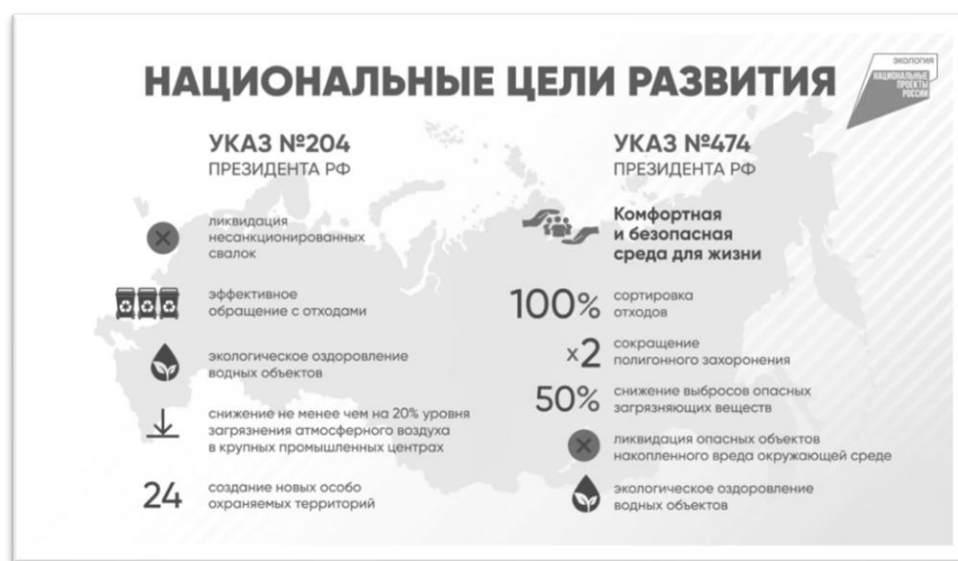 НАЦИОНАЛЬНЫЕ ЦЕЛИ РАЗВИТИЯ
ЭКОЛОГИЯ
НАЦИОНАЛЬНЫЕ
ПРОЕКТЫ
РОССИИ
УКАЗ №204
ПРЕЗИДЕНТА РФ
ликвидация
несанкционированных
свалок
эффективное
обращение с отходами
экологическое оздоровление
водных объектов
снижение не менее чем на 20% уровня
загрязнения атмосферного воздуха
в крупных промышленных центрах
24
создание новых особо
охраняемых территорий
УКАЗ №474
ПРЕЗИДЕНТА РФ
Комфортная
и безопасная
среда для жизни
100%
сортировка
отходов
x2
сокращение
полигонного захоронения
50%
снижение выбросов опасных
загрязняющих веществ
ликвидация опасных объектов
накопленного вреда окружающей среде
экологическое оздоровление
водных объектов